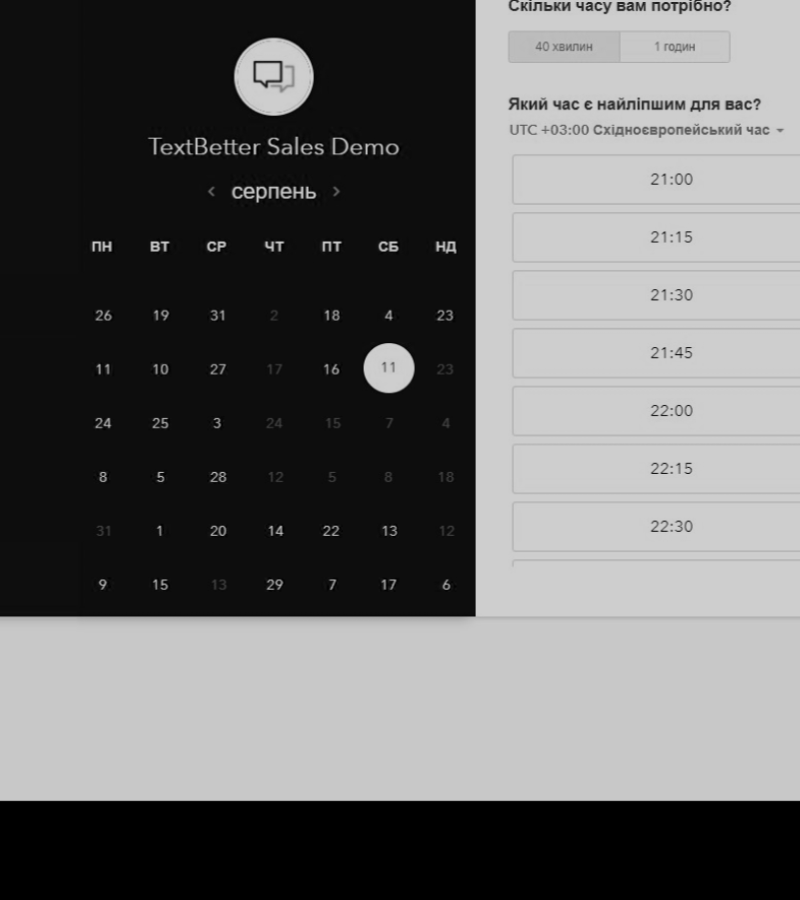 TextBetter Sales Demo
‹ серпень ›
ПН ВТ СР ЧТ ПТ СБ НД
26 19 31 2 18 4 23
11 10 27 17 16 11 23
24 25 3 24 15 7 4
8 5 28 12 5 8 18
31 1 20 14 22 13 12
9 15 13 29 7 17 6
Скільки часу вам потрібно?
40 хвилин 1 годин
Який час є найліпшим для вас?
UTC +03:00 Східноєвропейський час
21:00
21:15
21:30
21:45
22:00
22:15
22:30